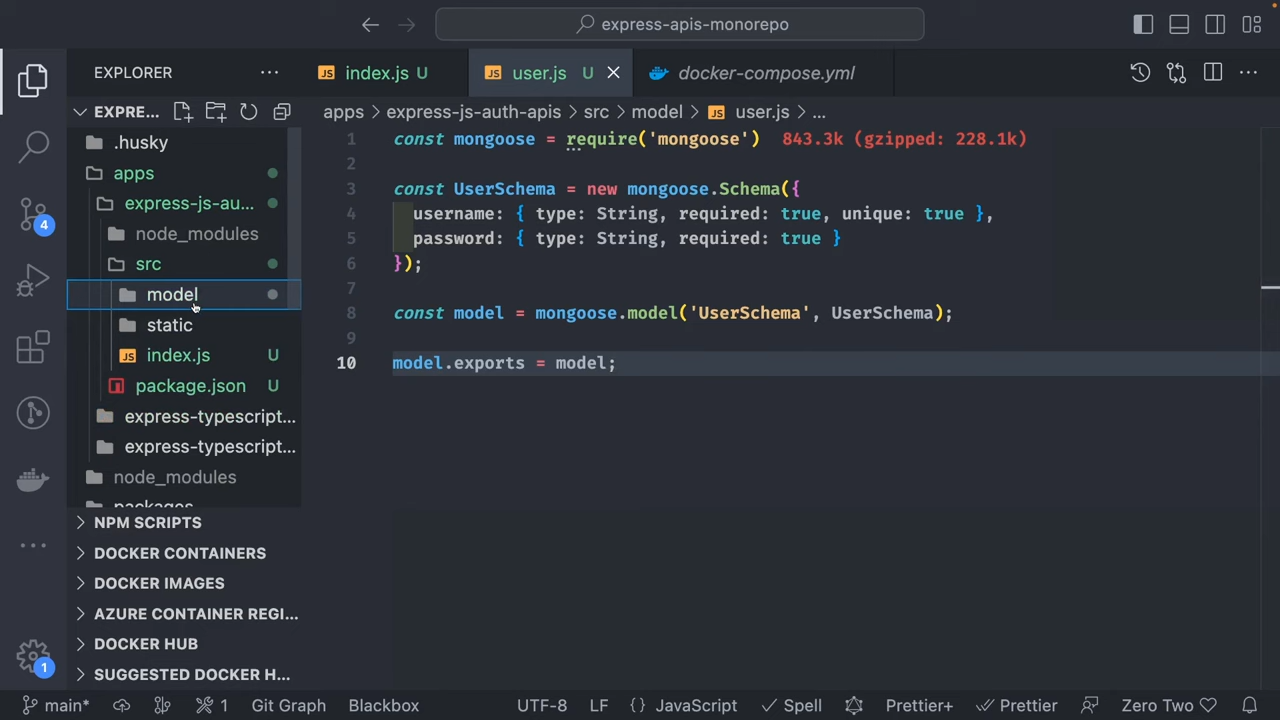 express-apis-monorepo
EXPLORER
index.js U
user.js U
docker-compose.yml
EXPRE...
apps > express-js-auth-apis > src > model > user.js > ...
.husky
apps
express-js-au...
node_modules
src
model
static
index.js U
package.json U
express-typescript...
express-typescript...
node_modules
packages
NPM SCRIPTS
DOCKER CONTAINERS
DOCKER IMAGES
AZURE CONTAINER REGI...
DOCKER HUB
SUGGESTED DOCKER H...
4
1
1 const mongoose = require('mongoose') 843.3k (gzipped: 228.1k)
2
3 const UserSchema = new mongoose.Schema({
4 username: { type: String, required: true, unique: true },
5 password: { type: String, required: true }
6 });
7
8 const model = mongoose.model('UserSchema', UserSchema);
9
10 model.exports = model;
main* 1 Git Graph Blackbox UTF-8 LF {} JavaScript Spell Prettier+ Prettier Zero Two